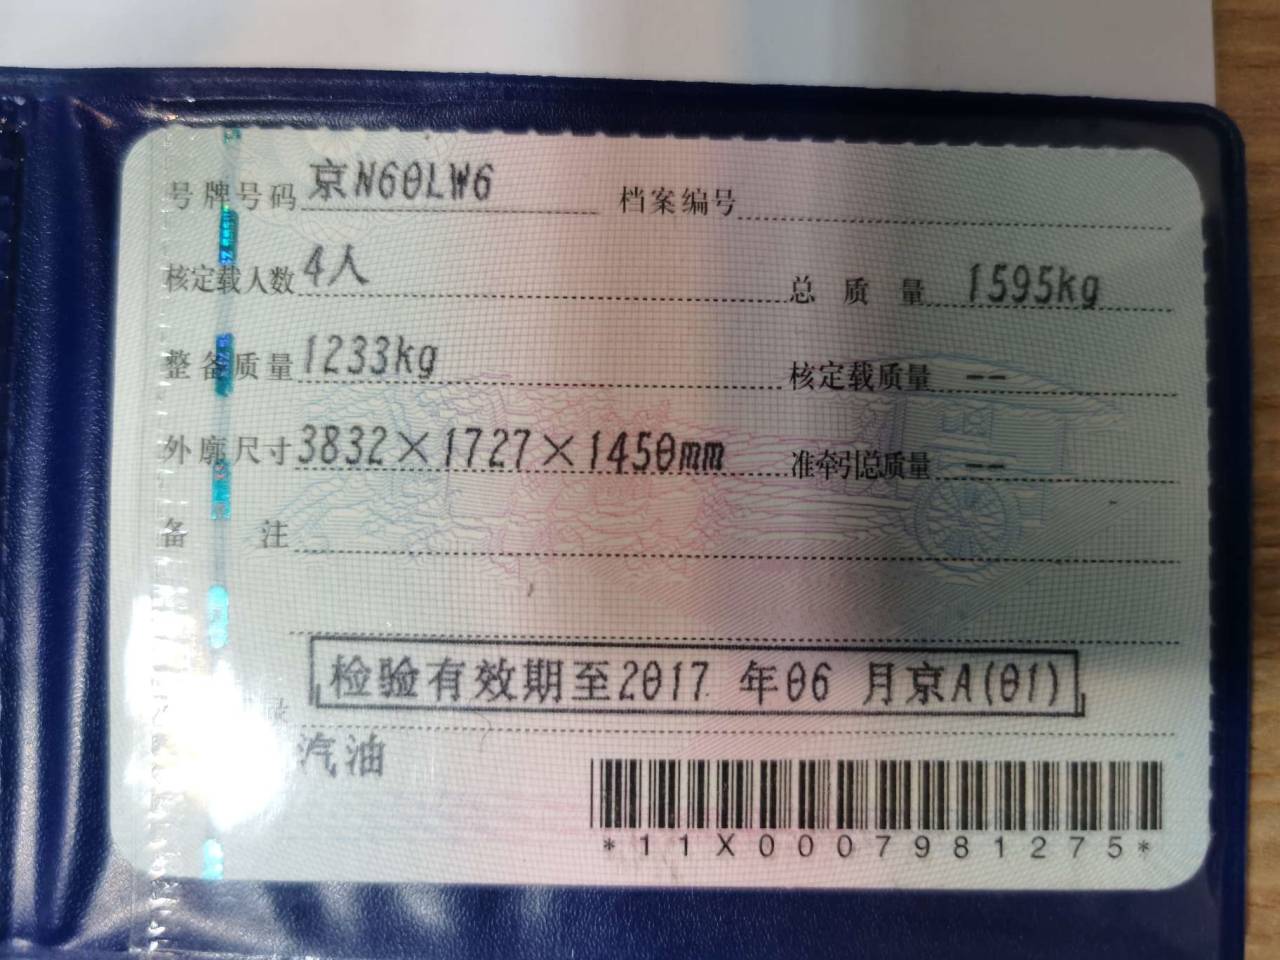 号牌号码 京N60LW6 档案编号
核定载人数 4人 总质量 1595kg
整备质量 1233kg 核定载质量 --
外廓尺寸 3832×1727×1450mm 准牵引总质量 --
备注
检验有效期至2017 年06 月京A(01)
录
汽油
*11X0007981275*